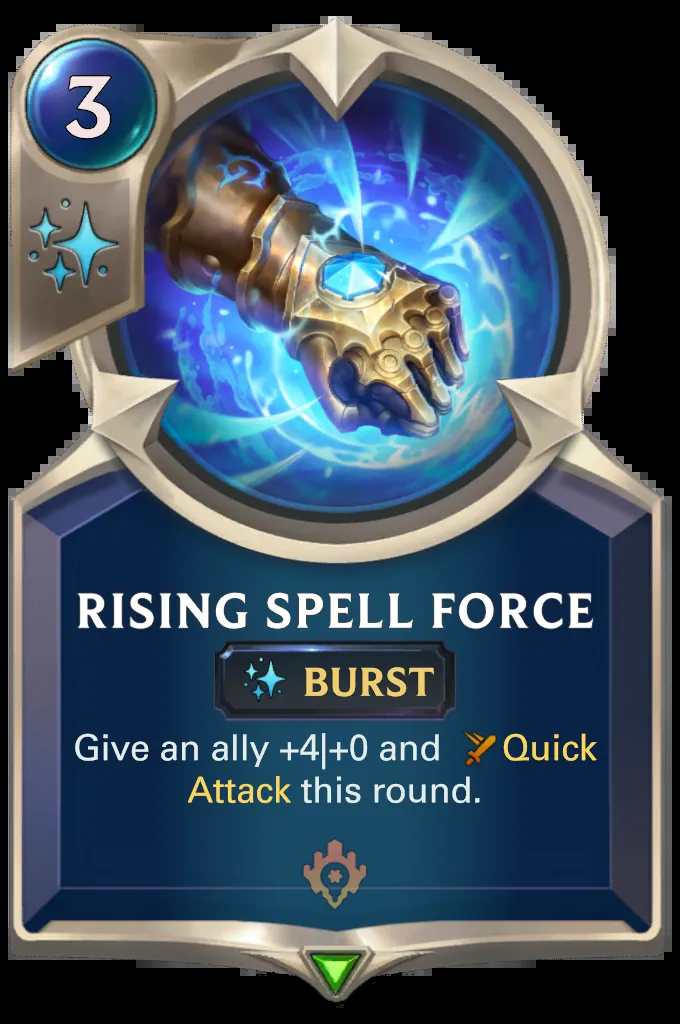 3
RISING SPELL FORCE
BURST
Give an ally +4|+0 and Quick
Attack this round.